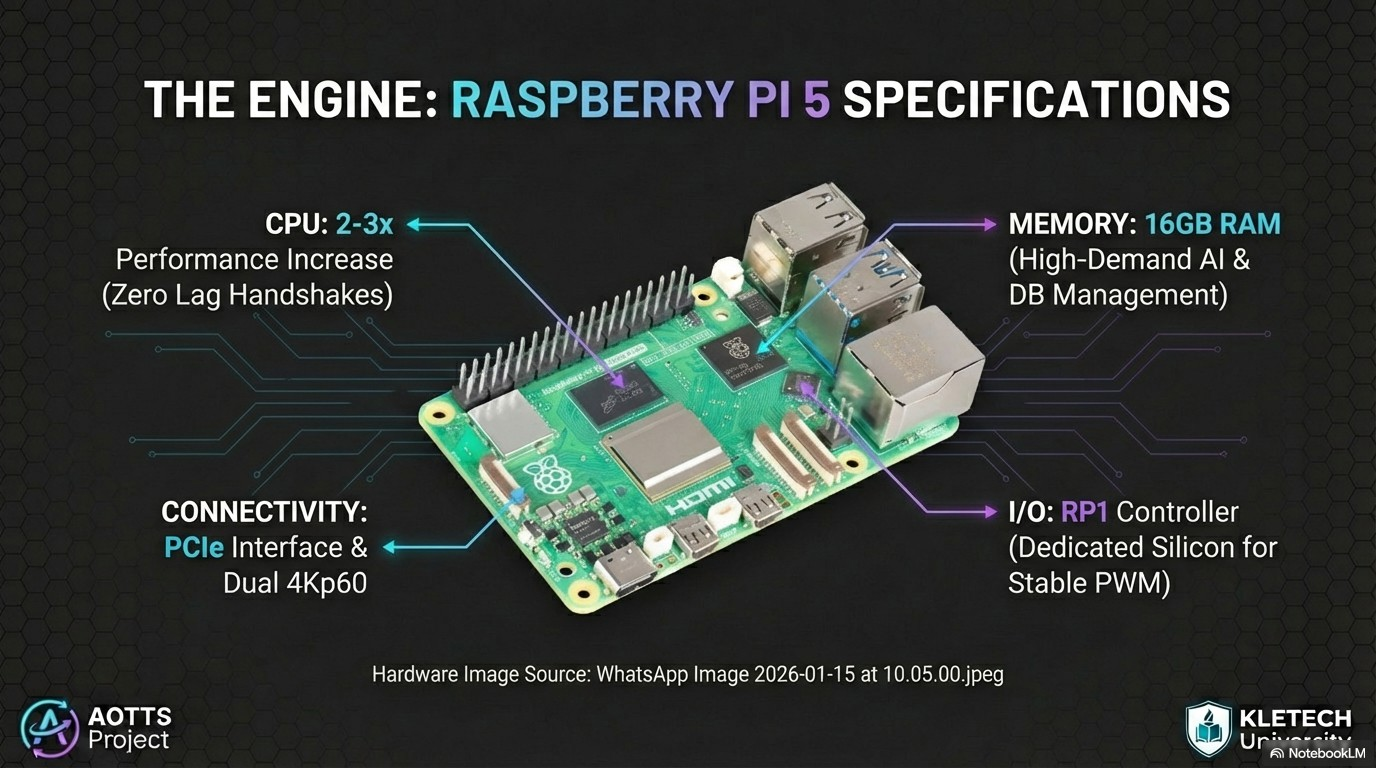 THE ENGINE: RASPBERRY PI 5 SPECIFICATIONS
CPU: 2-3x
Performance Increase
(Zero Lag Handshakes)
MEMORY: 16GB RAM
(High-Demand AI &
DB Management)
HDMI
CONNECTIVITY:
PCIe Interface &
Dual 4Kp60
I/O: RP1 Controller
(Dedicated Silicon for
Stable PWM)
Hardware Image Source: WhatsApp Image 2026-01-15 at 10.05.00.jpeg
AOTTS
Project
KLETECH
University
NotebookLM